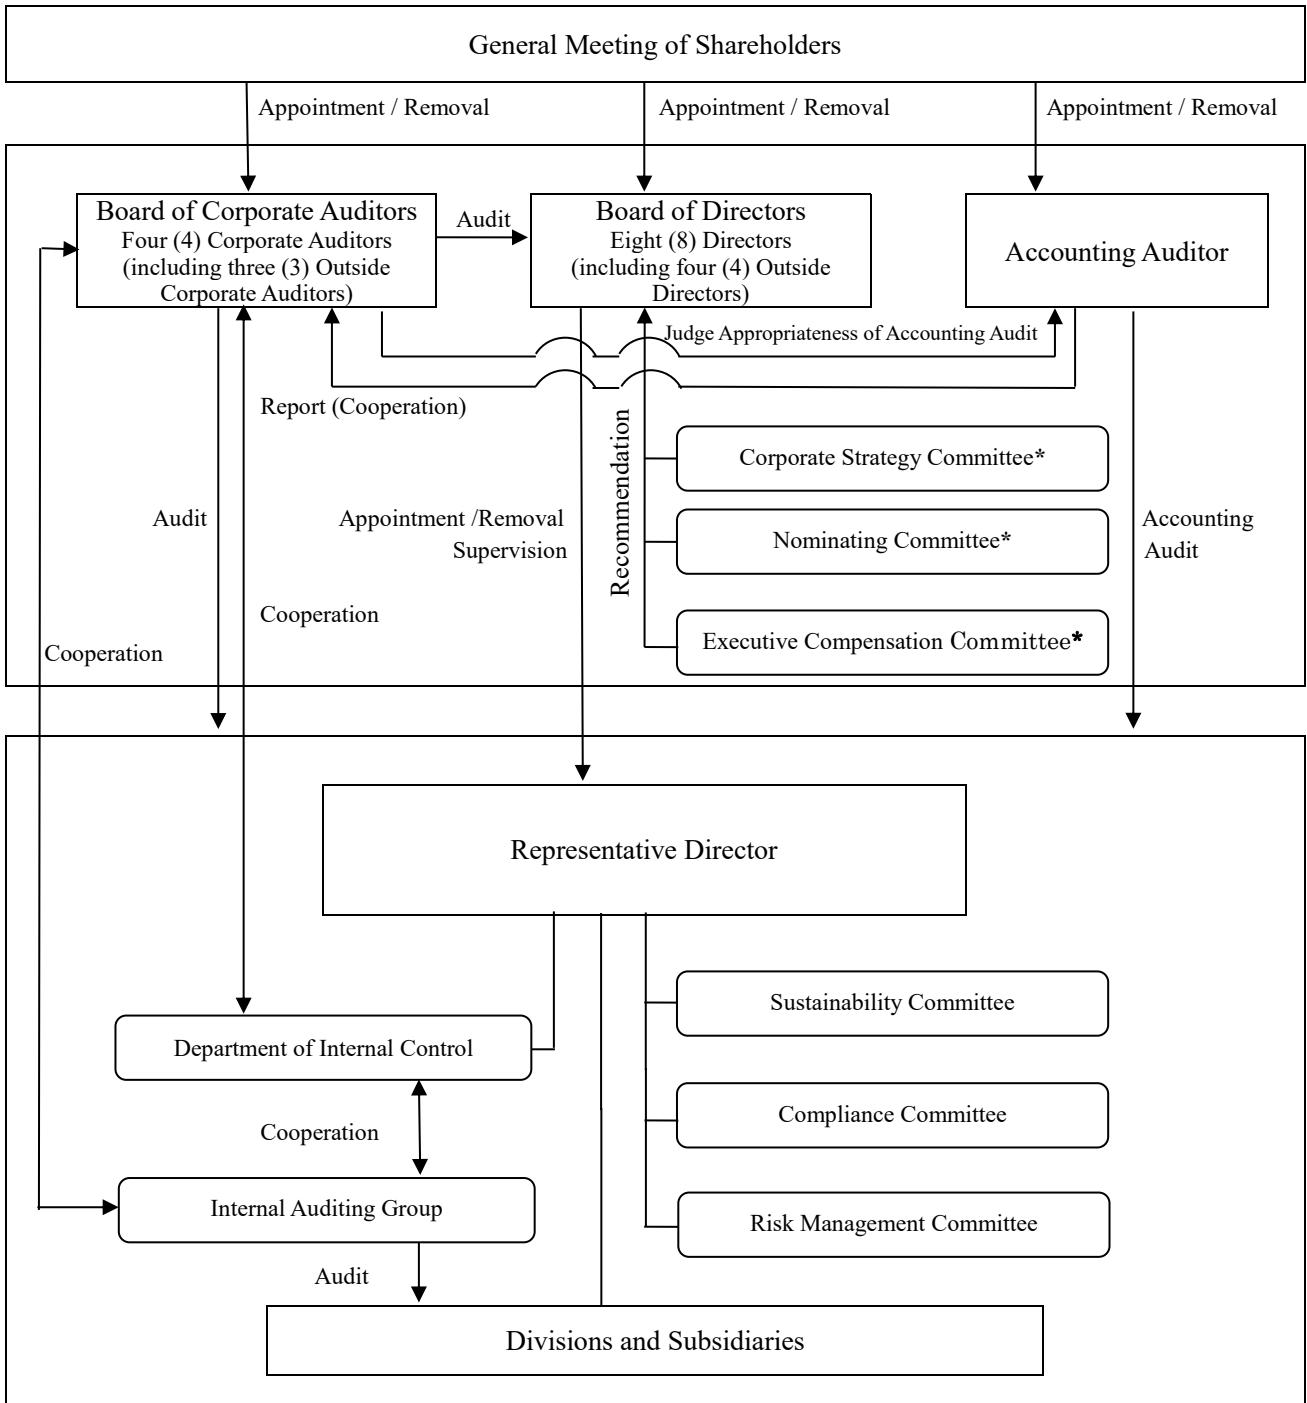 General Meeting of Shareholders
Appointment / Removal
Appointment / Removal
Appointment / Removal
Board of Corporate Auditors
Four (4) Corporate Auditors
(including three (3) Outside
Corporate Auditors)
Audit
Board of Directors
Eight (8) Directors
(including four (4) Outside
Directors)
Accounting Auditor
Judge Appropriateness of Accounting Audit
Report (Cooperation)
Recommendation
Corporate Strategy Committee*
Audit
Appointment /Removal
Supervision
Nominating Committee*
Accounting
Audit
Cooperation
Executive Compensation Committee*
Cooperation
Representative Director
Sustainability Committee
Department of Internal Control
Compliance Committee
Cooperation
Internal Auditing Group
Risk Management Committee
Audit
Divisions and Subsidiaries